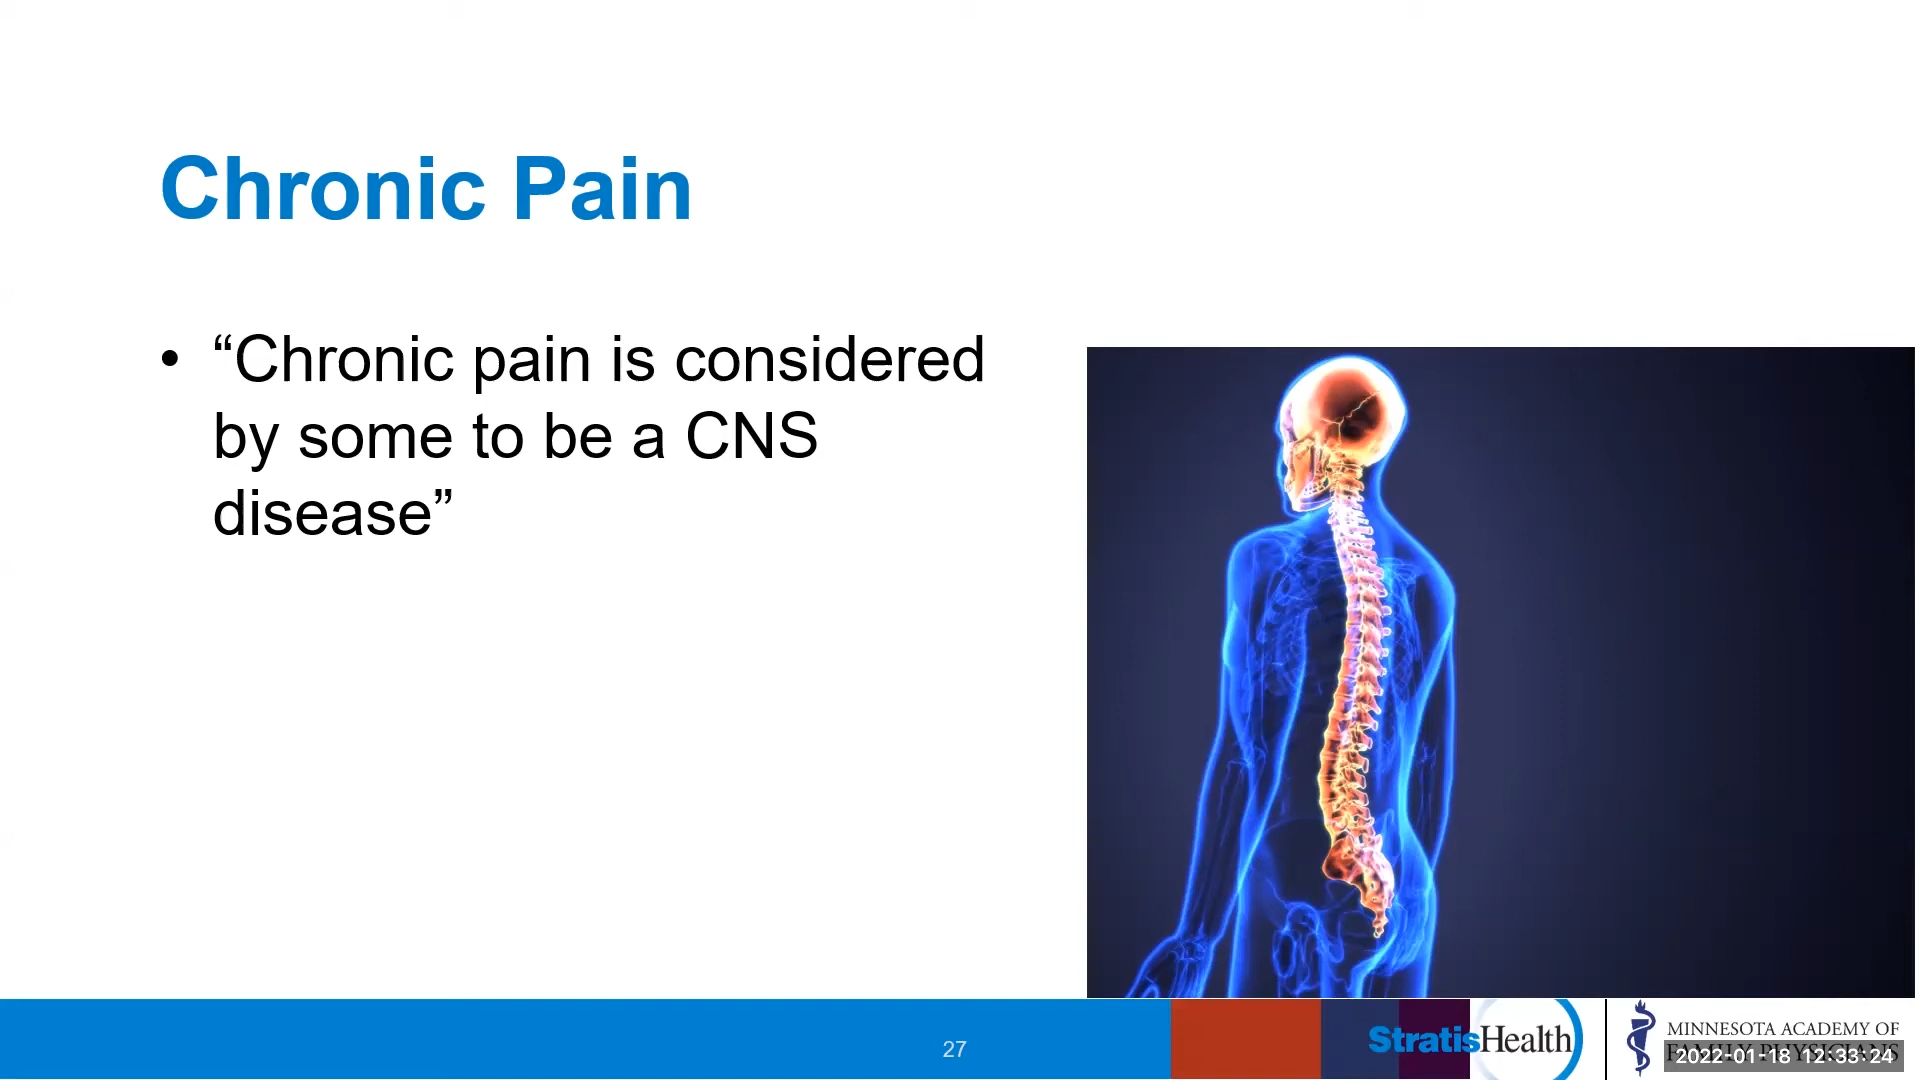 Chronic Pain
• “Chronic pain is considered
by some to be a CNS
disease”
27
StratisHealth
MINNESOTA ACADEMY OF
FAMILY PHYSICIANS
2022-01-18 12:33:24